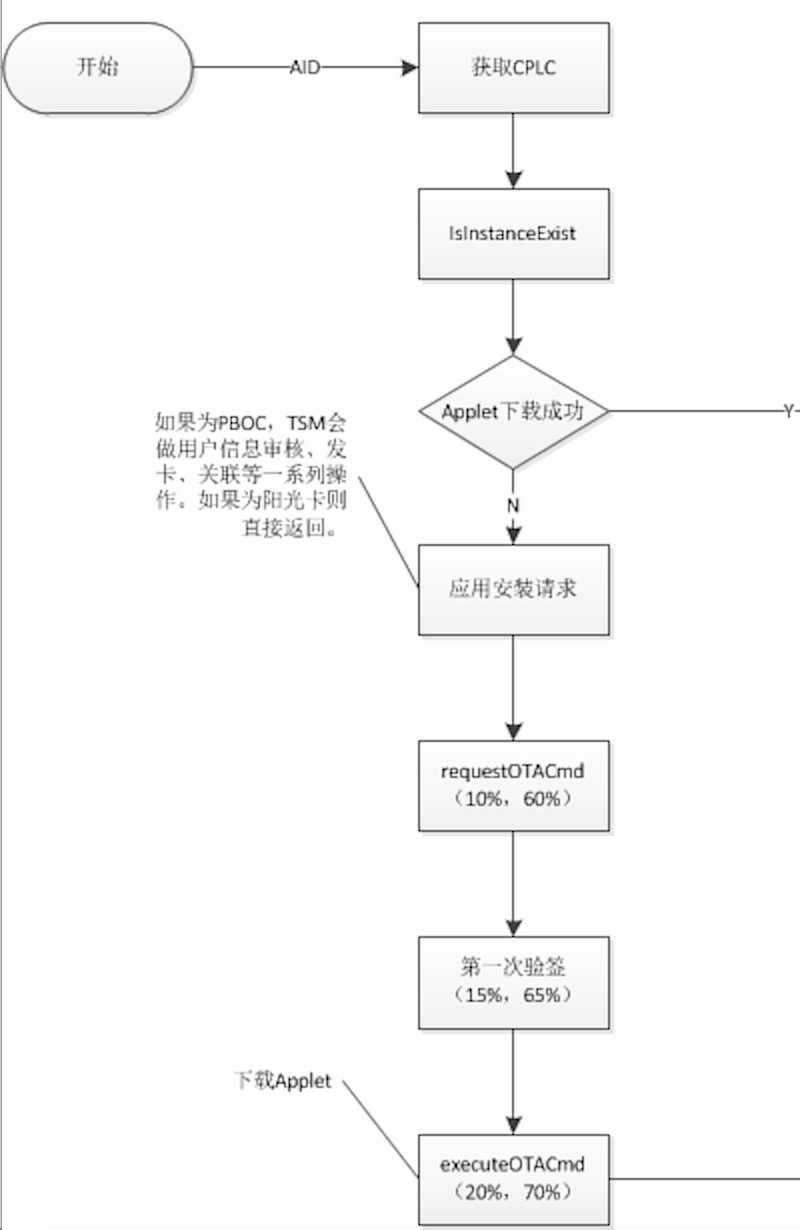 开始
AID
获取CPLC
IsInstanceExist
Applet下载成功
Y
N
如果为PBOC，TSM会
做用户信息审核、发
卡、关联等一系列操
作。如果为阳光卡则
直接返回。
应用安装请求
requestOTACmd
（10%，60%）
第一次验签
（15%，65%）
下载Applet
executeOTACmd
（20%，70%）